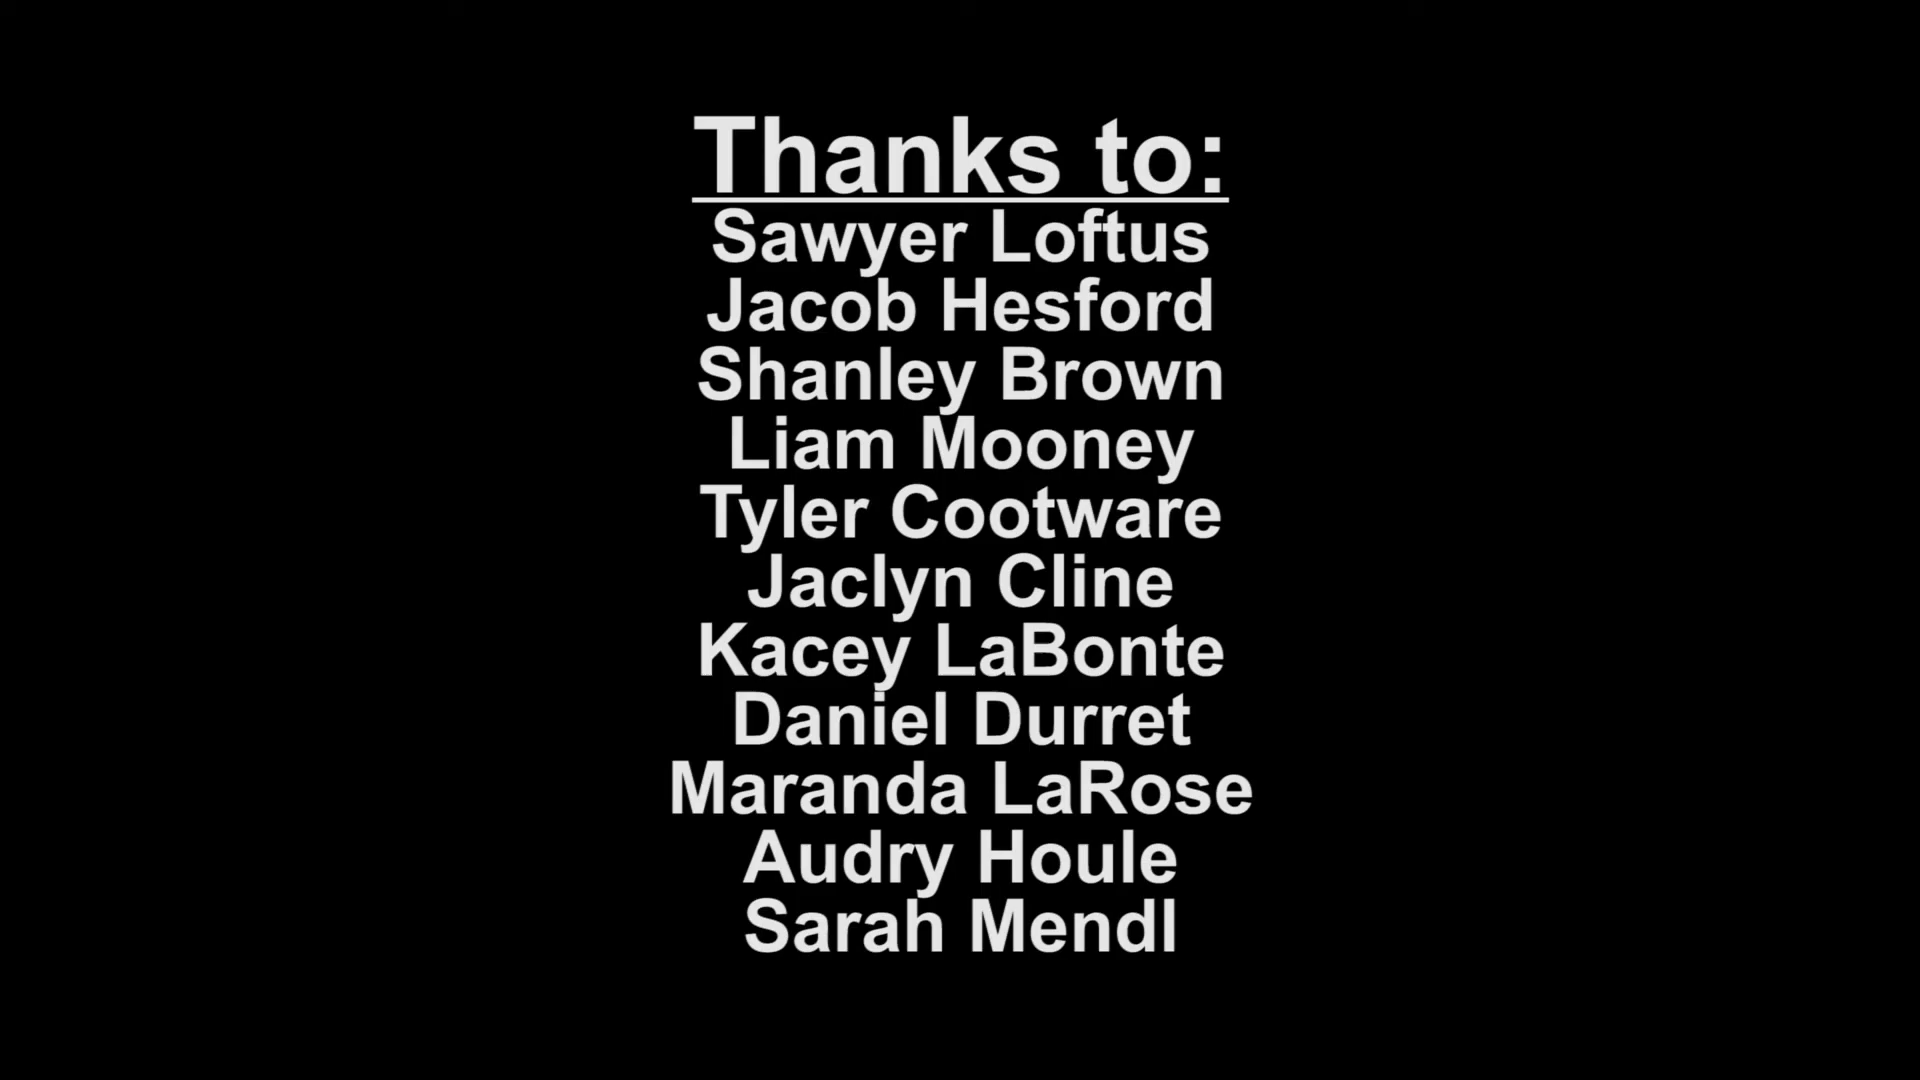 Thanks to:
Sawyer Loftus
Jacob Hesford
Shanley Brown
Liam Mooney
Tyler Cootware
Jaclyn Cline
Kacey LaBonte
Daniel Durret
Maranda LaRose
Audry Houle
Sarah Mendl